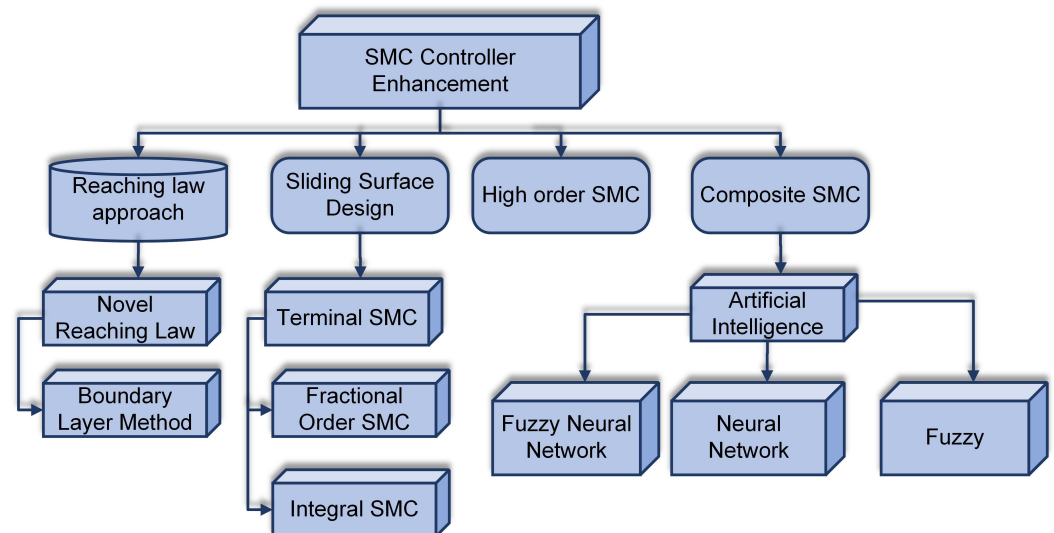 SMC Controller
Enhancement
Reaching law
approach
Sliding Surface
Design
High order SMC
Composite SMC
Novel
Reaching Law
Terminal SMC
Artificial
Intelligence
Boundary
Layer Method
Fractional
Order SMC
Fuzzy Neural
Network
Neural
Network
Fuzzy
Integral SMC